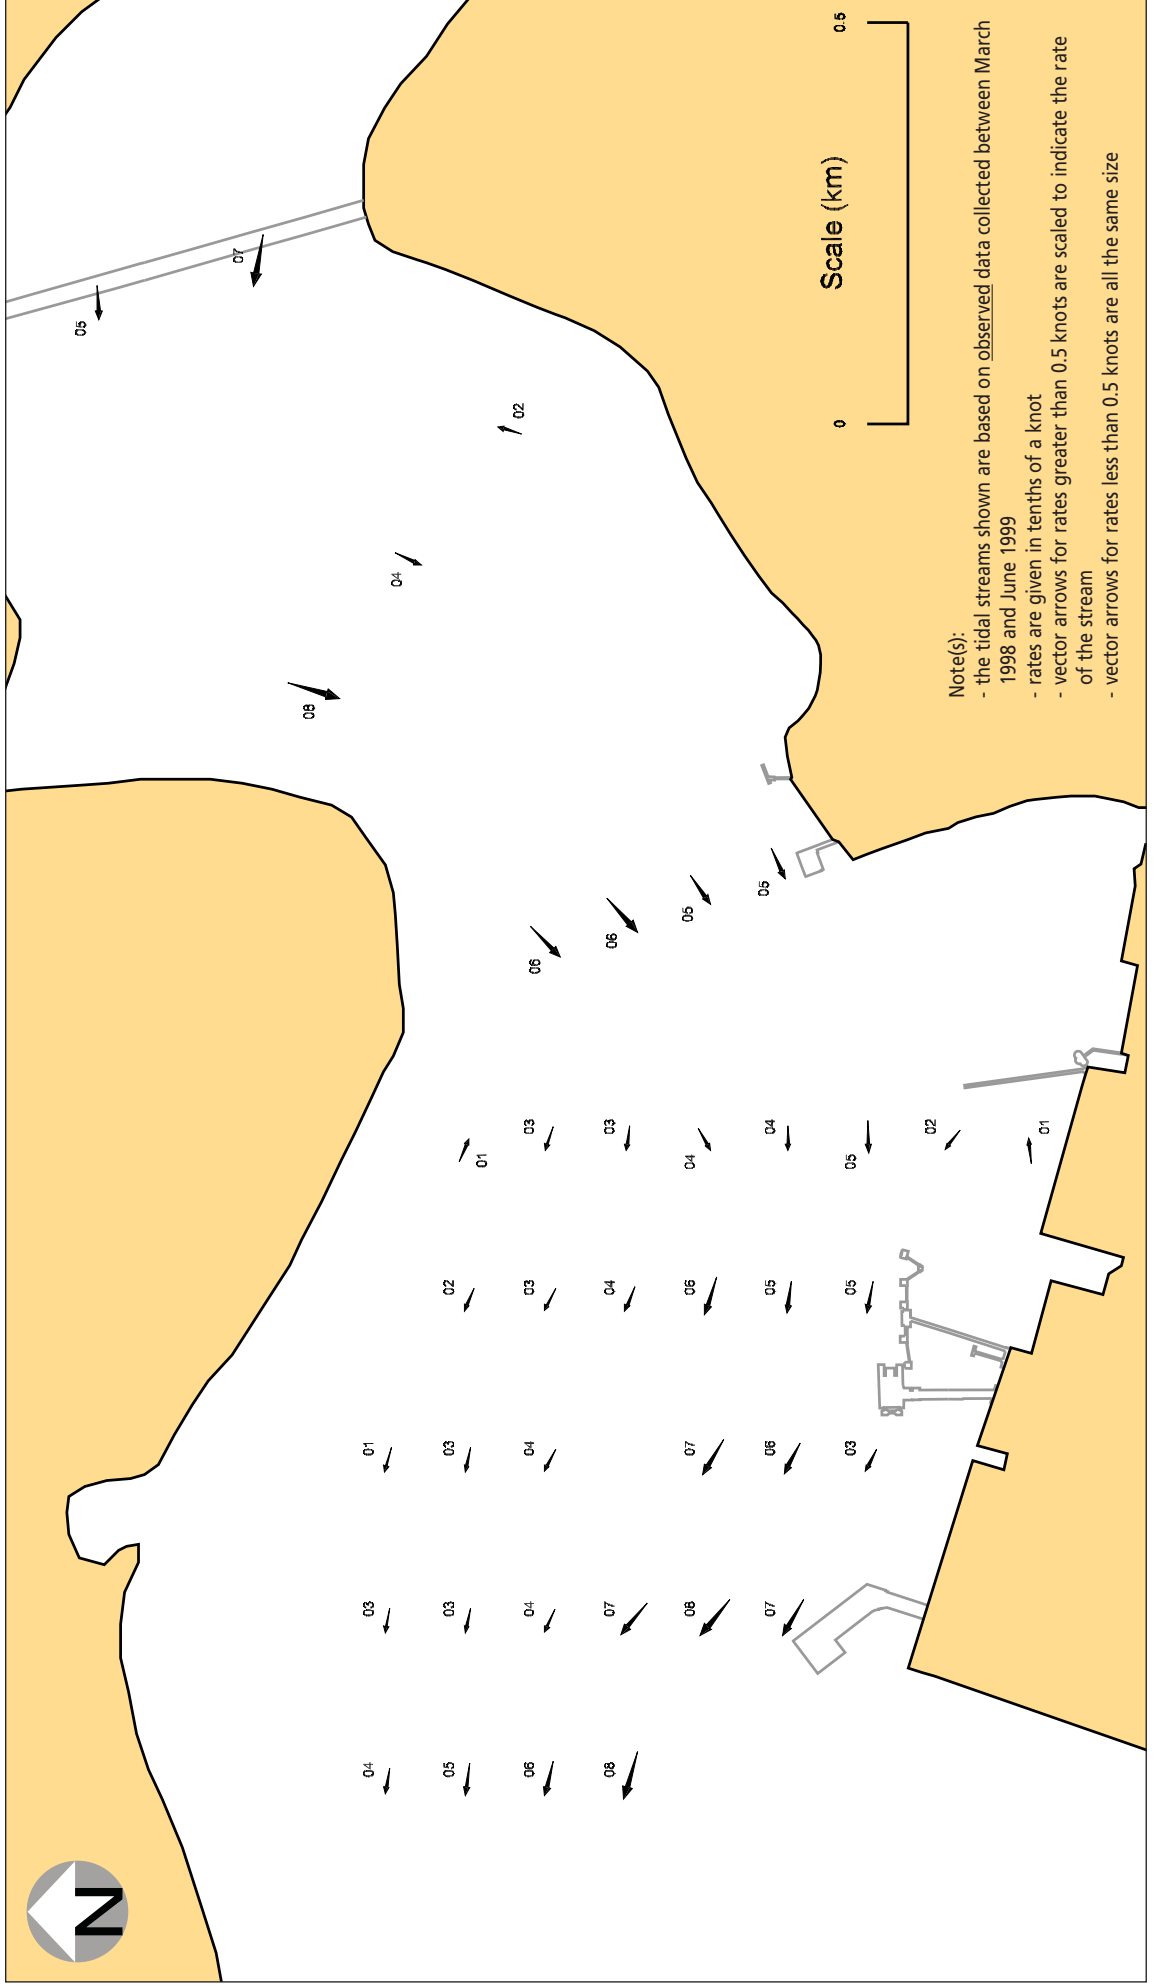 N
05
07
08
04 03 01
04
05 03 03 02
01
02
06 04 04 03 03 06
08 07 04 03 06
08 07 06 04 05
07 06 05 04 05
03 05 05
02
01
Scale (km)
0 0.5
Note(s):
- the tidal streams shown are based on observed data collected between March
1998 and June 1999
- rates are given in tenths of a knot
- vector arrows for rates greater than 0.5 knots are scaled to indicate the rate
of the stream
- vector arrows for rates less than 0.5 knots are all the same size